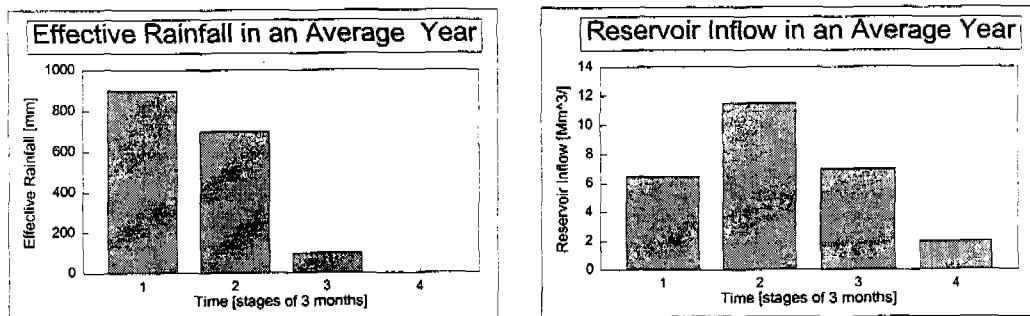 Effective Rainfall in an Average Year
1000
800
600
400
200
0
Effective Rainfall [mm]
1 2 3 4
Time [stages of 3 months]
Reservoir Inflow in an Average Year
14
12
10
8
6
4
2
0
Reservoir Inflow [Mm^3/]
1 2 3 4
Time [stages of 3 months]